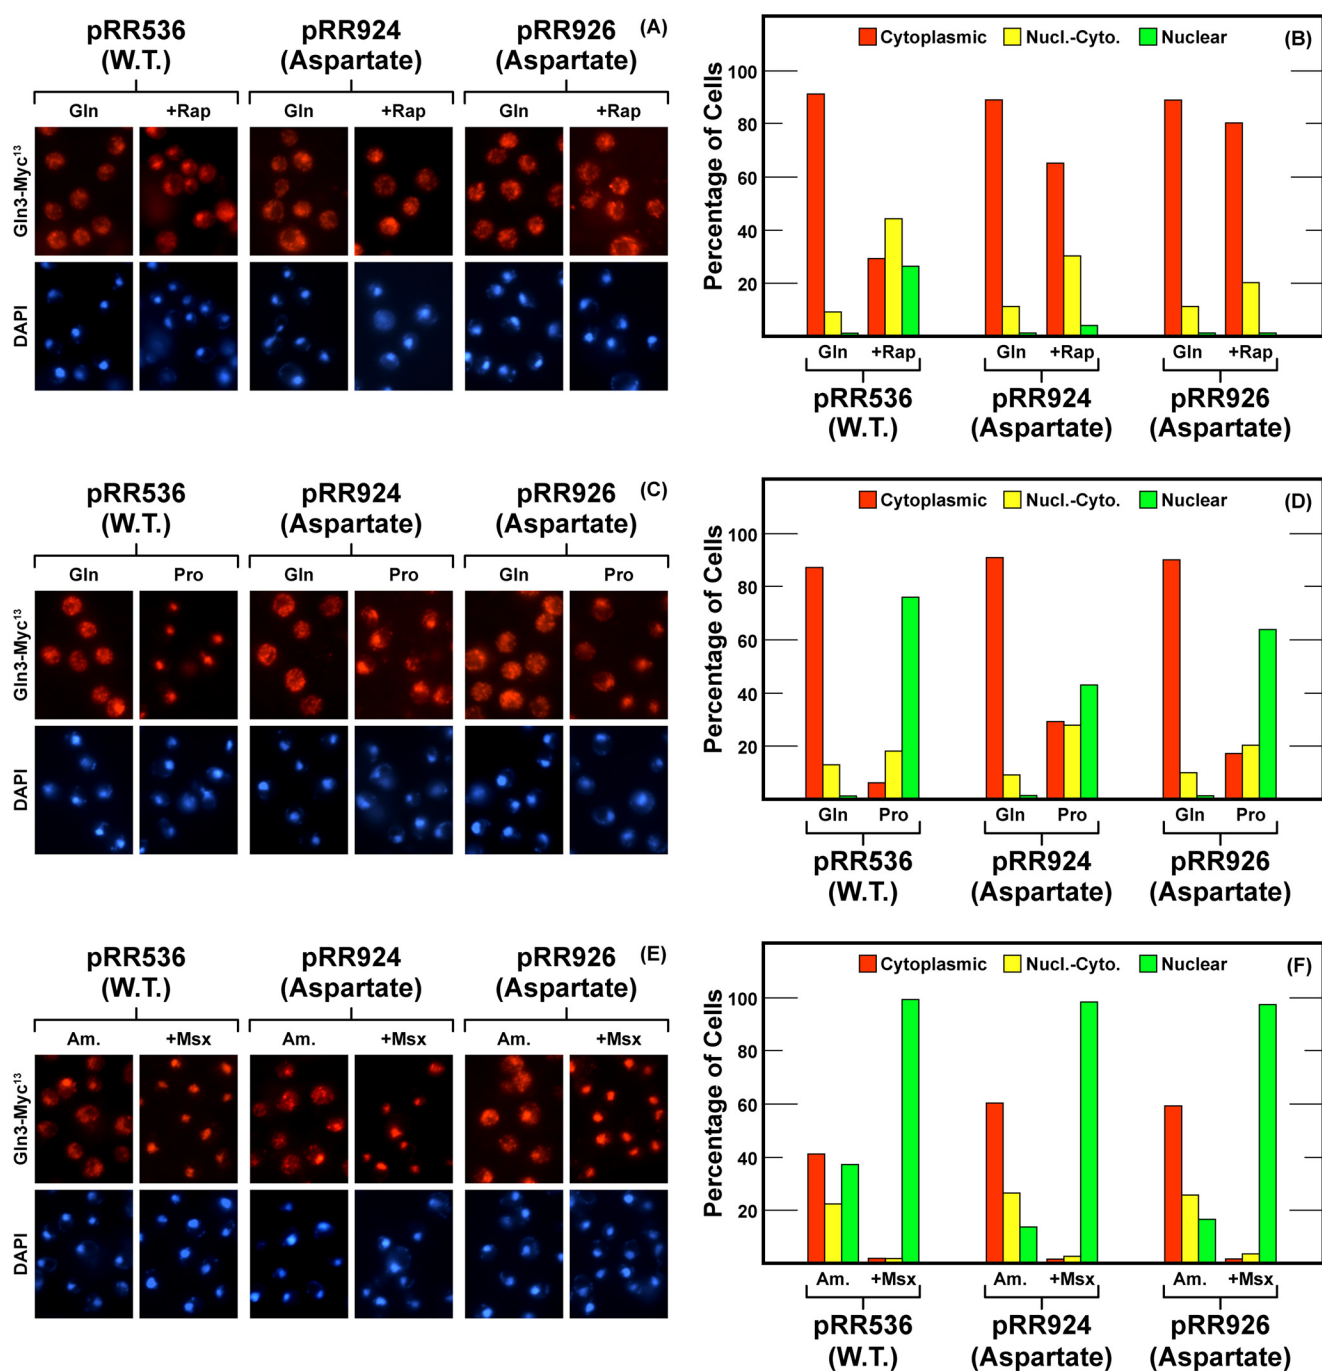 pRR536 pRR924 pRR926 (A)
(W.T.) (Aspartate) (Aspartate)
Gln +Rap Gln +Rap Gln +Rap
Gln3-Myc¹³
DAPI
Cytoplasmic Nucl.-Cyto. Nuclear (B)
Percentage of Cells
100
80
60
40
20
Gln +Rap Gln +Rap Gln +Rap
pRR536 pRR924 pRR926
(W.T.) (Aspartate) (Aspartate)
pRR536 pRR924 pRR926 (C)
(W.T.) (Aspartate) (Aspartate)
Gln Pro Gln Pro Gln Pro
Gln3-Myc¹³
DAPI
Cytoplasmic Nucl.-Cyto. Nuclear (D)
Percentage of Cells
100
80
60
40
20
Gln Pro Gln Pro Gln Pro
pRR536 pRR924 pRR926
(W.T.) (Aspartate) (Aspartate)
pRR536 pRR924 pRR926 (E)
(W.T.) (Aspartate) (Aspartate)
Am. +Msx Am. +Msx Am. +Msx
Gln3-Myc¹³
DAPI
Cytoplasmic Nucl.-Cyto. Nuclear (F)
Percentage of Cells
100
80
60
40
20
Am. +Msx Am. +Msx Am. +Msx
pRR536 pRR924 pRR926
(W.T.) (Aspartate) (Aspartate)